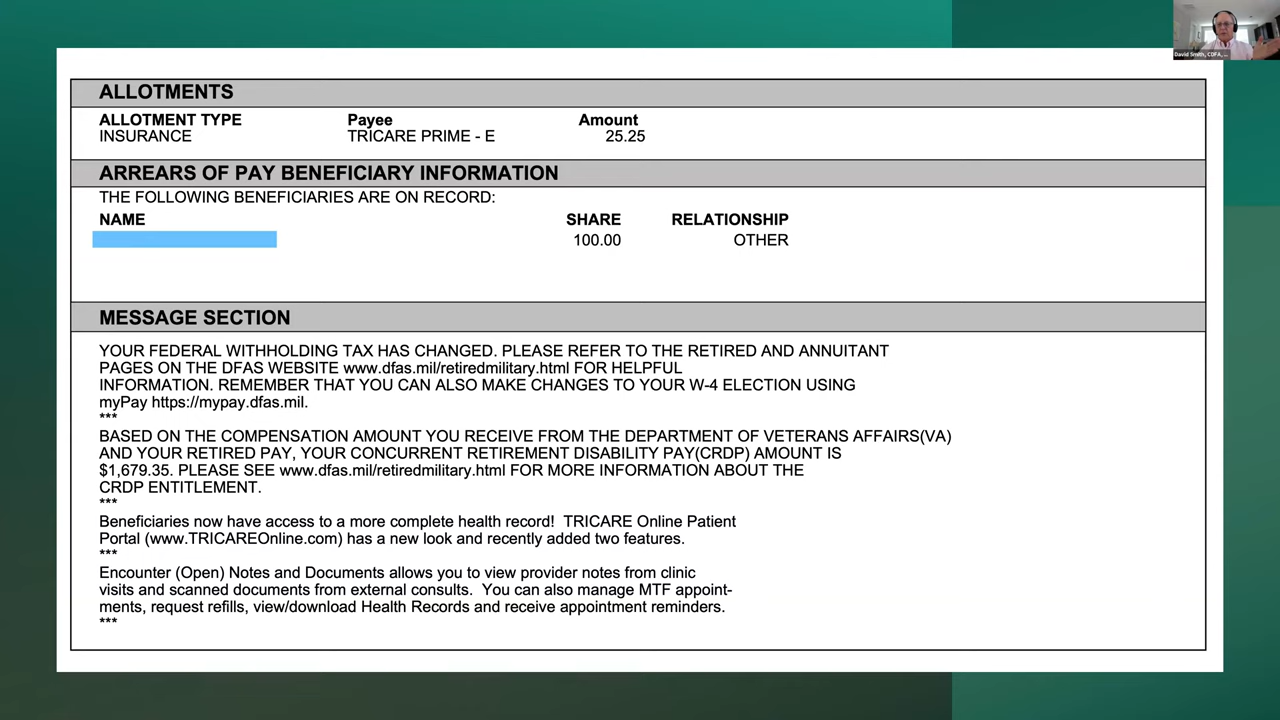 David Smith, CDFA, ...
ALLOTMENTS
ALLOTMENT TYPE Payee Amount
INSURANCE TRICARE PRIME - E 25.25
ARREARS OF PAY BENEFICIARY INFORMATION
THE FOLLOWING BENEFICIARIES ARE ON RECORD:
NAME SHARE RELATIONSHIP
100.00 OTHER
MESSAGE SECTION
YOUR FEDERAL WITHHOLDING TAX HAS CHANGED. PLEASE REFER TO THE RETIRED AND ANNUITANT
PAGES ON THE DFAS WEBSITE www.dfas.mil/retiredmilitary.html FOR HELPFUL
INFORMATION. REMEMBER THAT YOU CAN ALSO MAKE CHANGES TO YOUR W-4 ELECTION USING
myPay https://mypay.dfas.mil.
***
BASED ON THE COMPENSATION AMOUNT YOU RECEIVE FROM THE DEPARTMENT OF VETERANS AFFAIRS(VA)
AND YOUR RETIRED PAY, YOUR CONCURRENT RETIREMENT DISABILITY PAY(CRDP) AMOUNT IS
$1,679.35. PLEASE SEE www.dfas.mil/retiredmilitary.html FOR MORE INFORMATION ABOUT THE
CRDP ENTITLEMENT.
***
Beneficiaries now have access to a more complete health record! TRICARE Online Patient
Portal (www.TRICAREOnline.com) has a new look and recently added two features.
***
Encounter (Open) Notes and Documents allows you to view provider notes from clinic
visits and scanned documents from external consults. You can also manage MTF appoint-
ments, request refills, view/download Health Records and receive appointment reminders.
***